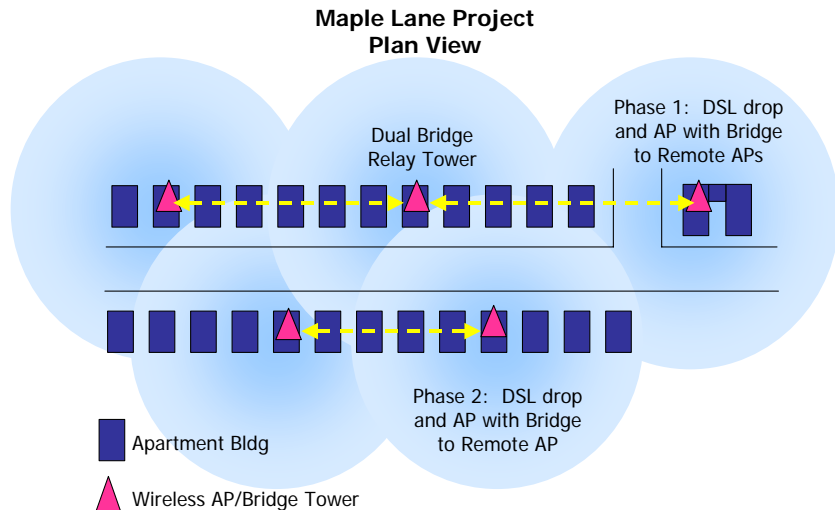 Maple Lane Project
Plan View
Dual Bridge
Relay Tower
Phase 1: DSL drop
and AP with Bridge
to Remote APs
Phase 2: DSL drop
and AP with Bridge
to Remote AP
Apartment Bldg
Wireless AP/Bridge Tower